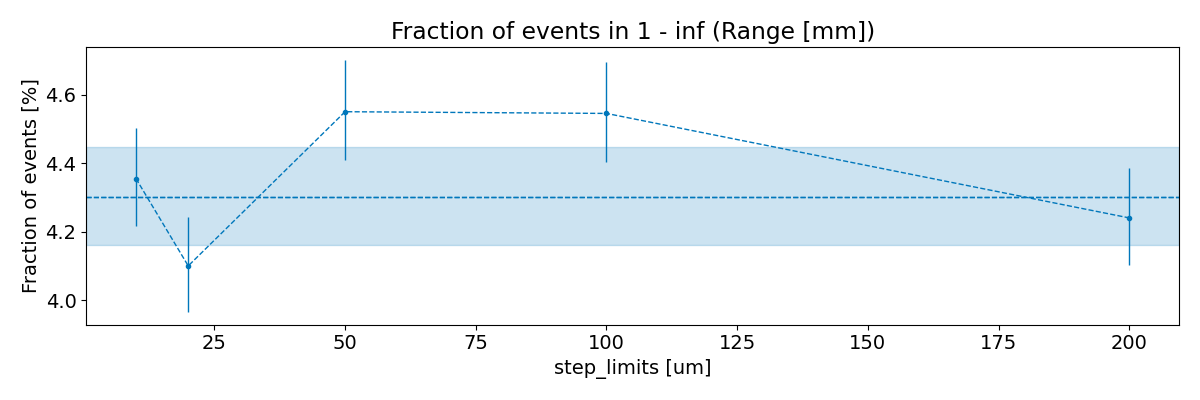 Fraction of events in 1 - inf (Range [mm])
Fraction of events [%]
4.6
4.4
4.2
4.0
25 50 75 100 125 150 175 200
step_limits [um]